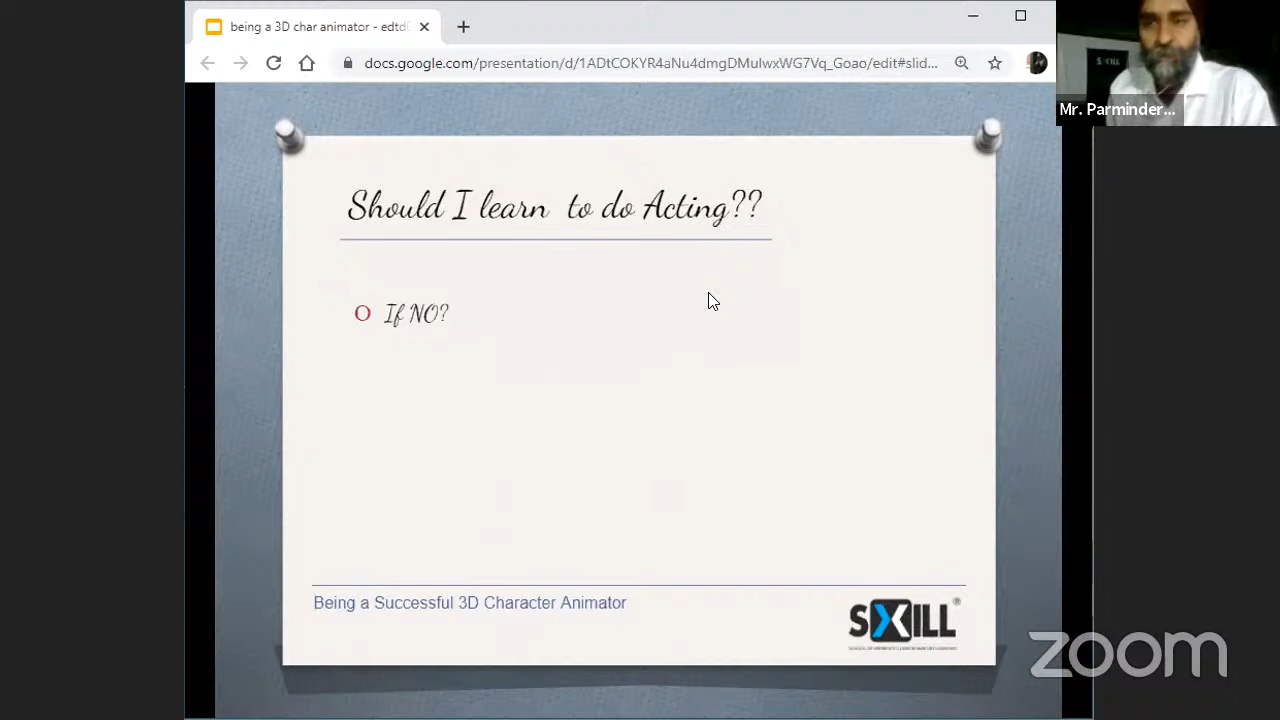 being a 3D char animator - edtd
docs.google.com/presentation/d/1ADtCOKYR4aNu4dmgDMulwxWG7Vq_Goao/edit#slid...
Mr. Parminder...
SXILL
Should I learn to do Acting??
O If NO?
Being a Successful 3D Character Animator
SXILL®
zoom